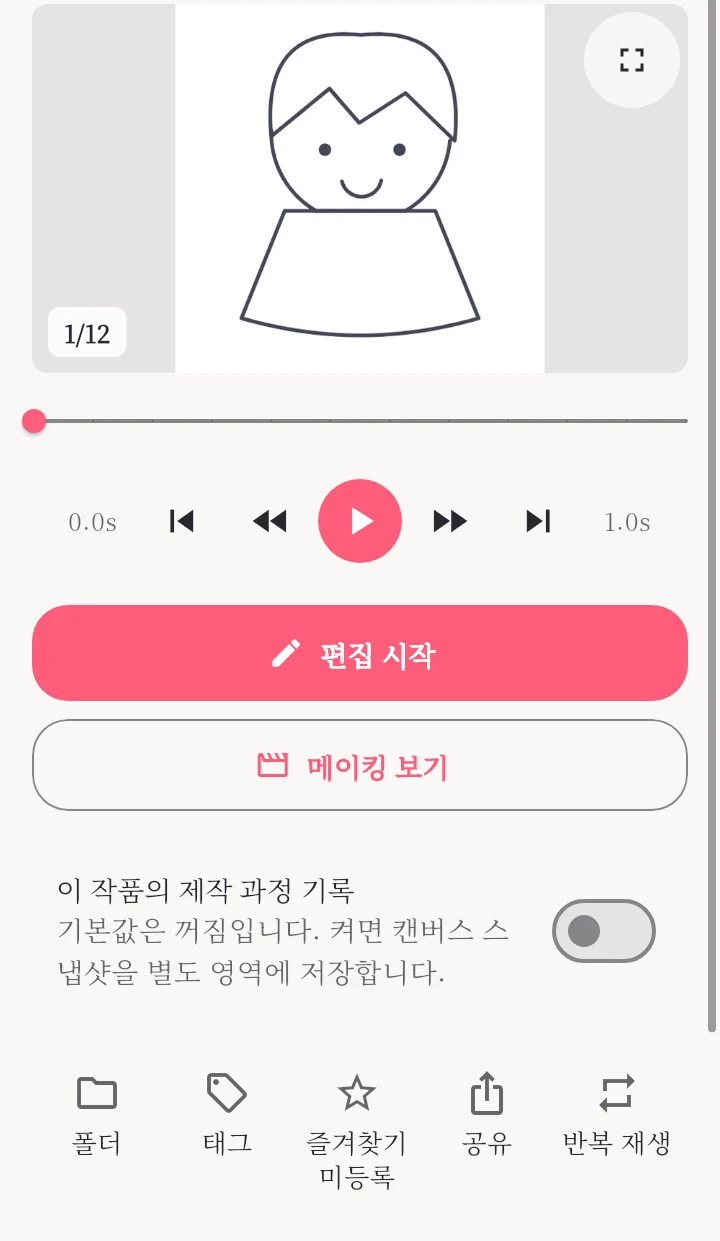 1/12
0.0s
1.0s
편집 시작
메이킹 보기
이 작품의 제작 과정 기록
기본값은 꺼짐입니다. 켜면 캔버스 스
냅샷을 별도 영역에 저장합니다.
폴더
태그
즐겨찾기
미등록
공유
반복 재생